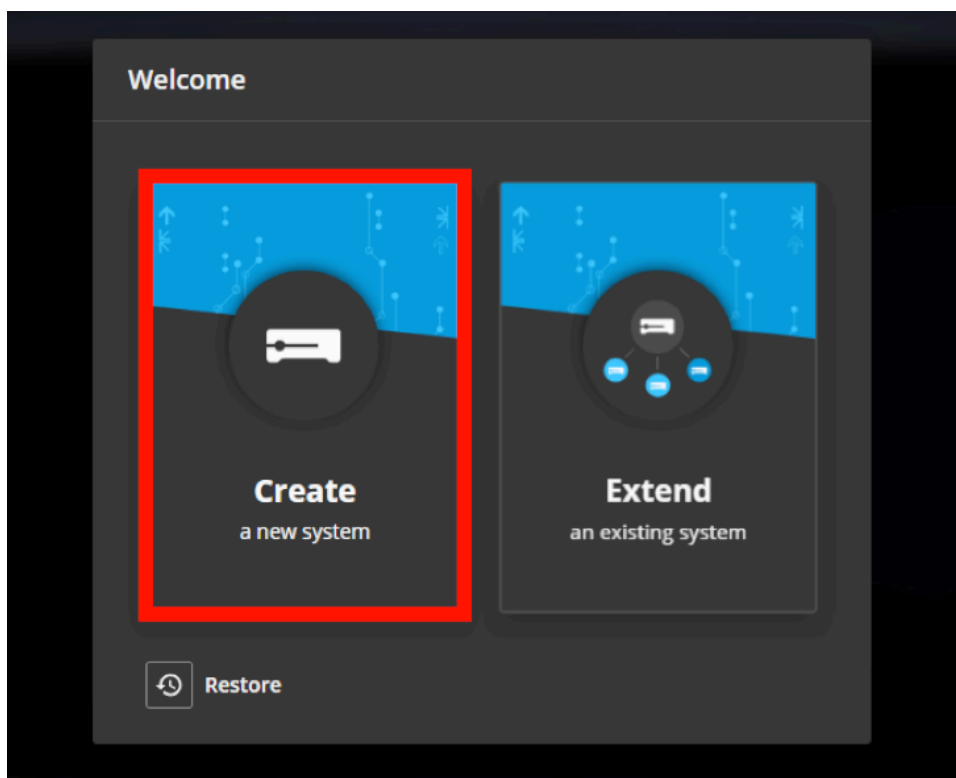 Welcome
Create
a new system
Extend
an existing system
Restore